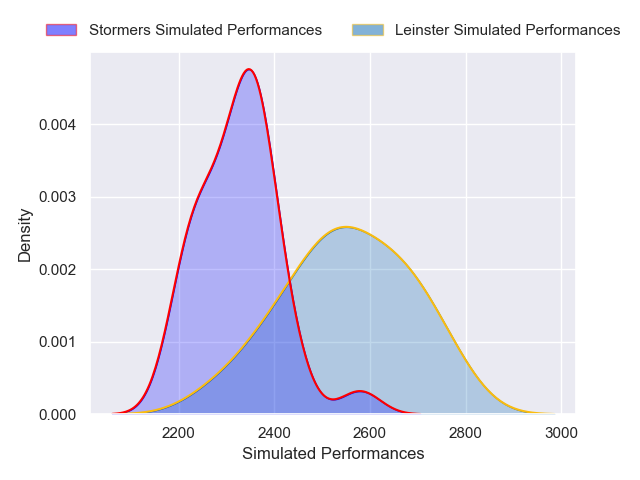 Stormers Simulated Performances Leinster Simulated Performances
0.004
0.003
0.002
0.001
0.000
Density
2200 2400 2600 2800 3000
Simulated Performances